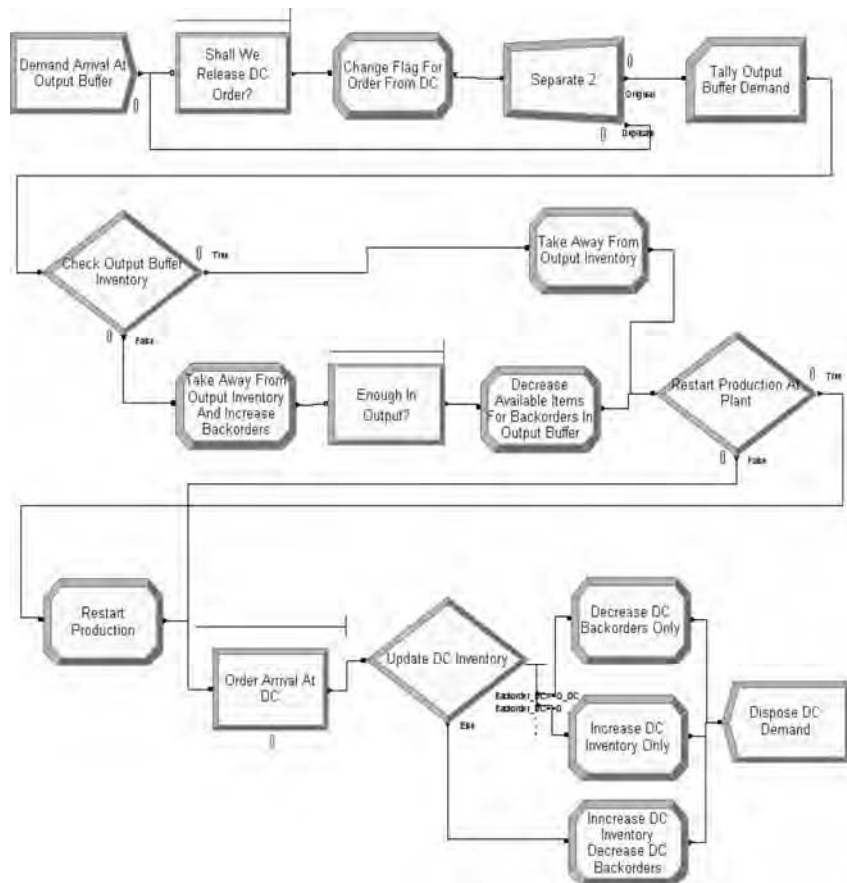 Demand Arrival At
Output Buffer
Shall We
Release DC
Order?
Change Flag For
Order From DC
Separate 2
Original
Duplicate
Tally Output
Buffer Demand
Check Output Buffer
Inventory
True
False
Take Away From
Output Inventory
Take Away From
Output Inventory
And Increase
Backorders
Enough In
Output?
Decrease
Available Items
For Backorders In
Output Buffer
Restart Production At
Plant
True
False
Restart
Production
Order Arrival At
DC
Update DC Inventory
Else
Decrease DC
Backorders Only
Increase DC
Inventory Only
Inncrease DC
Inventory
Decrease DC
Backorders
Dispose DC
Demand